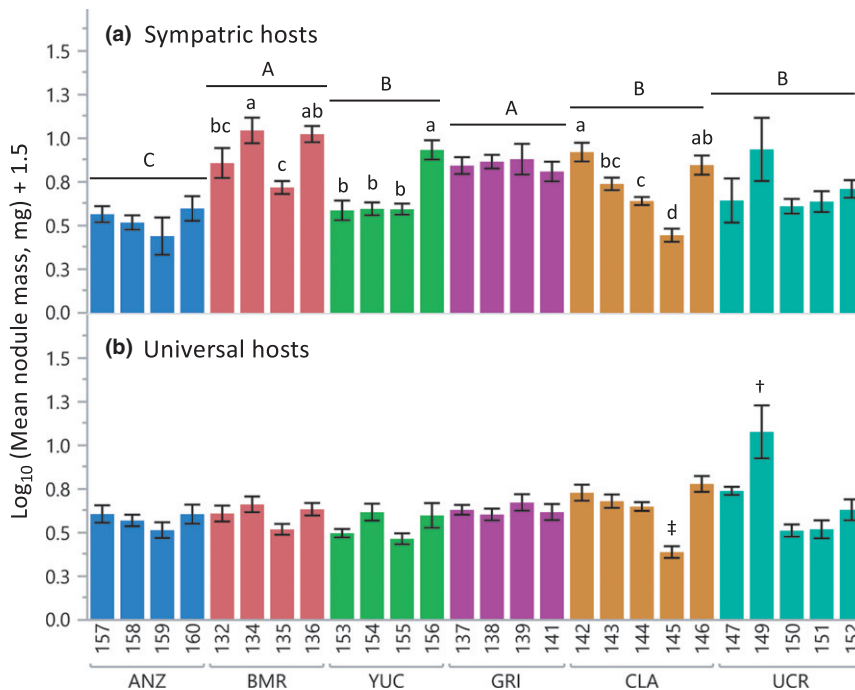 (a) Sympatric hosts
1.5
1.3
1.0
0.8
0.5
0.3
0.0
C
A
B
A
B
B
bc a c ab
b b b a
a bc c d ab
(b) Universal hosts
1.5
1.3
1.0
0.8
0.5
0.3
0.0
‡
†
Log10 (Mean nodule mass, mg) + 1.5
157 158 159 160 132 134 135 136 153 154 155 156 137 138 139 141 142 143 144 145 146 147 149 150 151 152
ANZ BMR YUC GRI CLA UCR